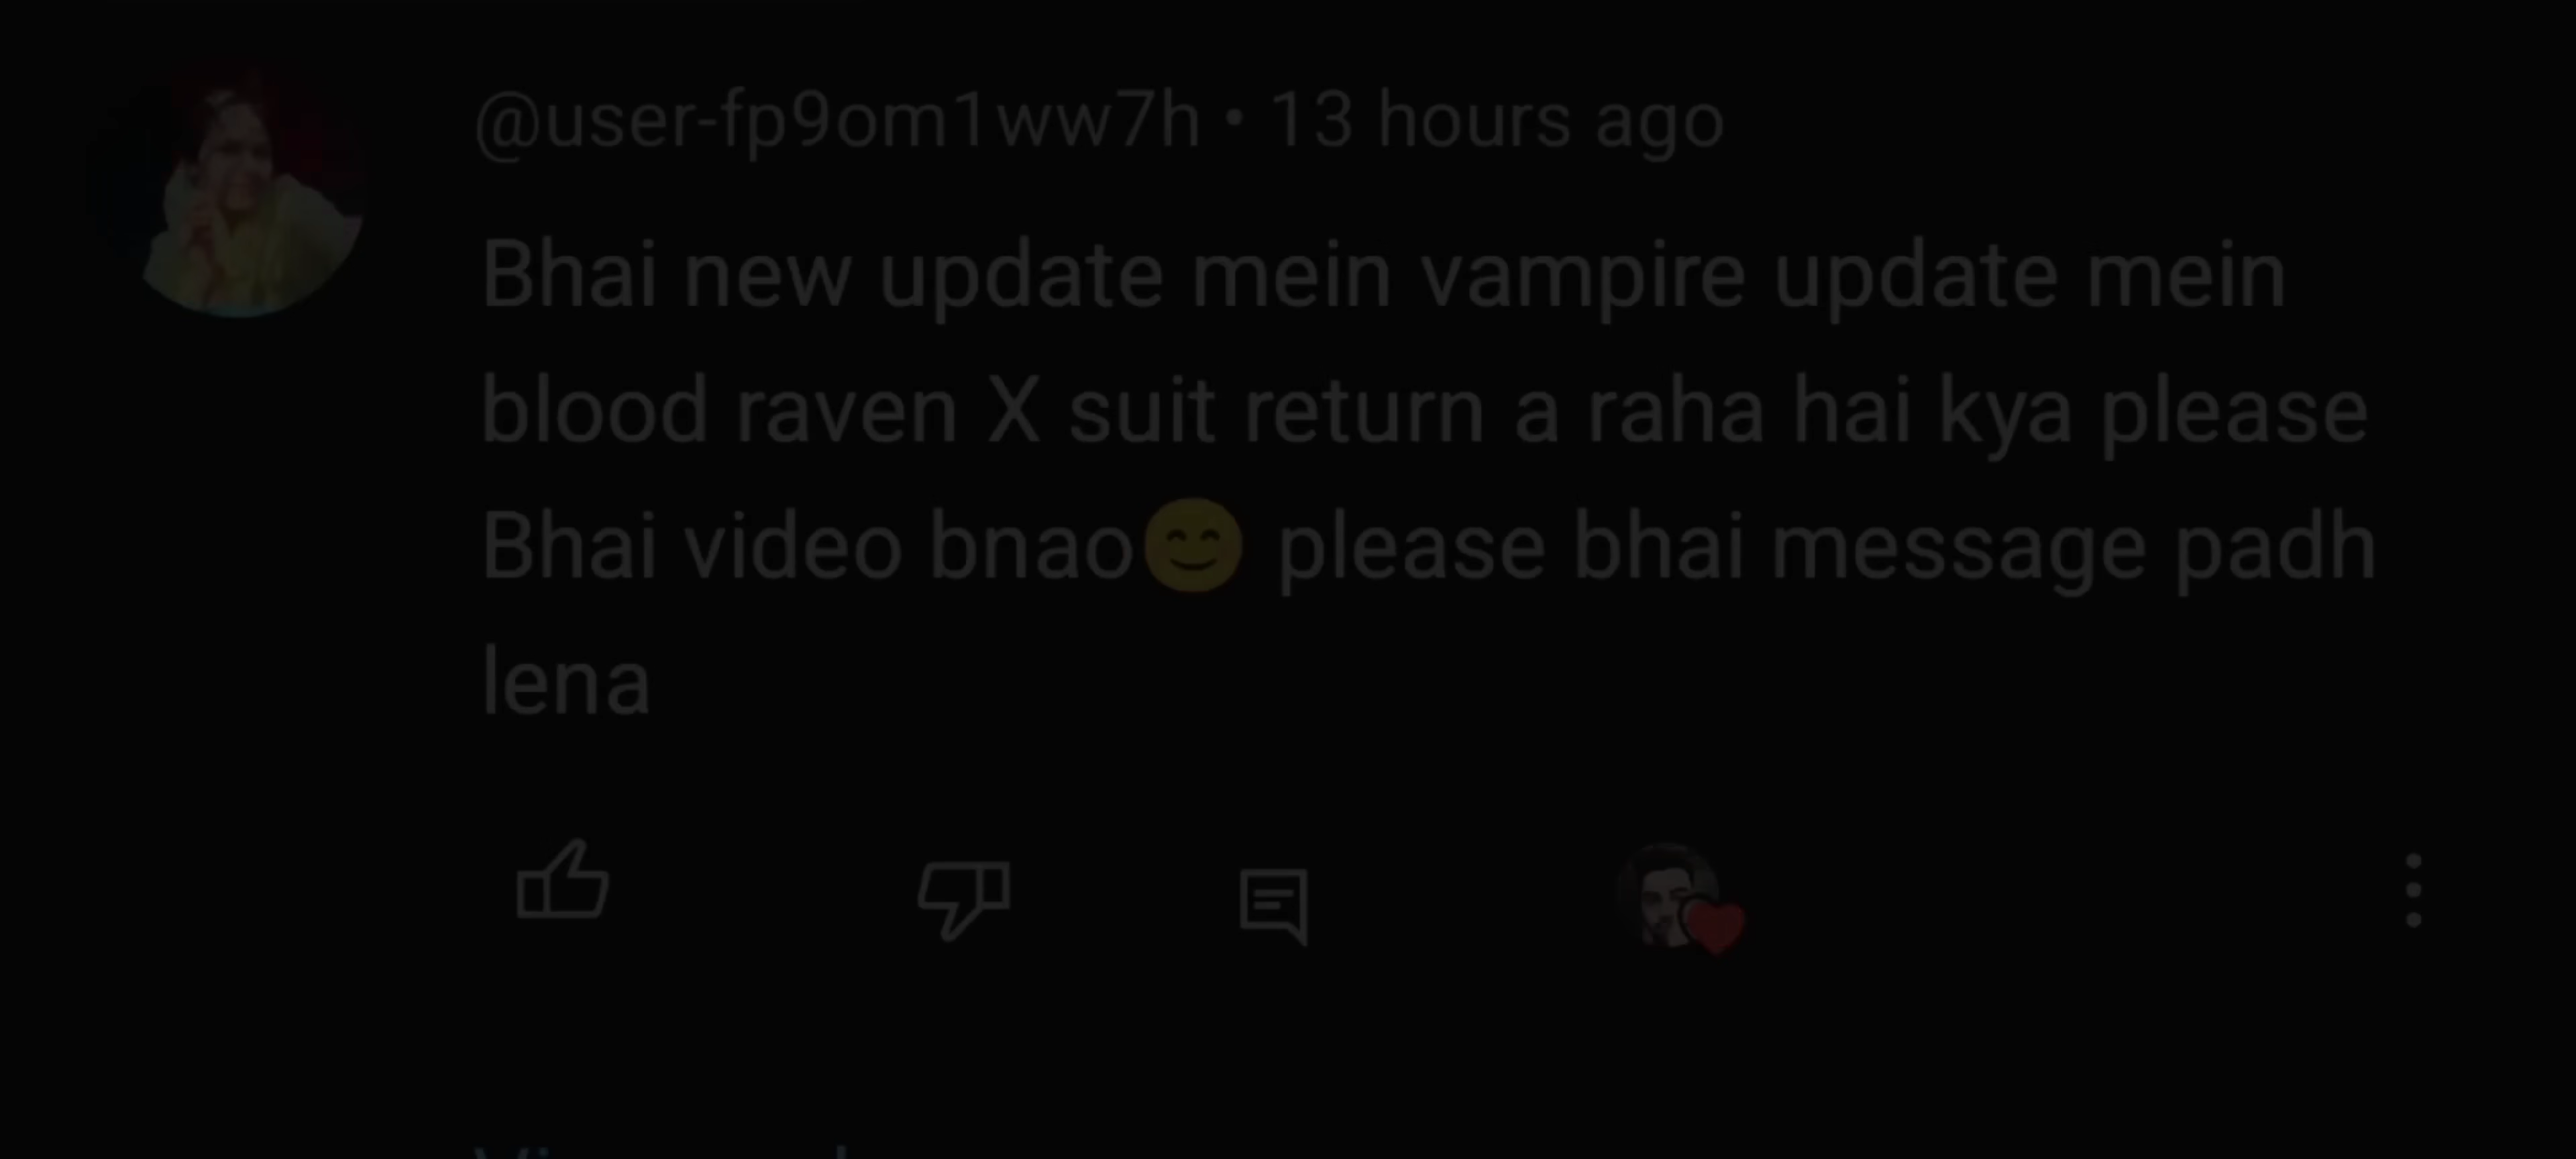 @user-fp9om1ww7h • 13 hours ago
Bhai new update mein vampire update mein
blood raven X suit return a raha hai kya please
Bhai video bnao😊 please bhai message padh
lena